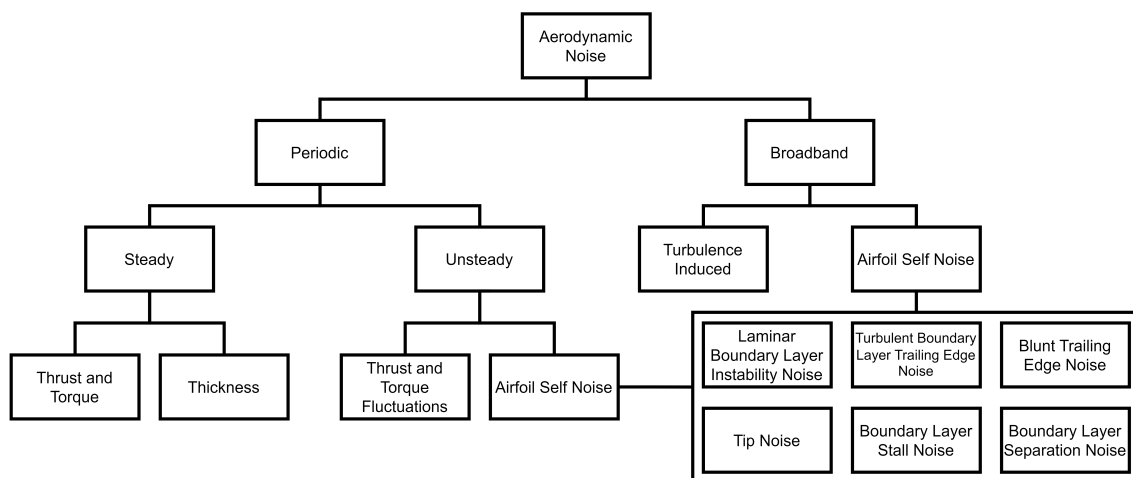 Aerodynamic
Noise
Periodic
Broadband
Steady
Unsteady
Turbulence
Induced
Airfoil Self Noise
Thrust and
Torque
Thickness
Thrust and
Torque
Fluctuations
Airfoil Self Noise
Laminar
Boundary Layer
Instability Noise
Turbulent Boundary
Layer Trailing Edge
Noise
Blunt Trailing
Edge Noise
Tip Noise
Boundary Layer
Stall Noise
Boundary Layer
Separation Noise